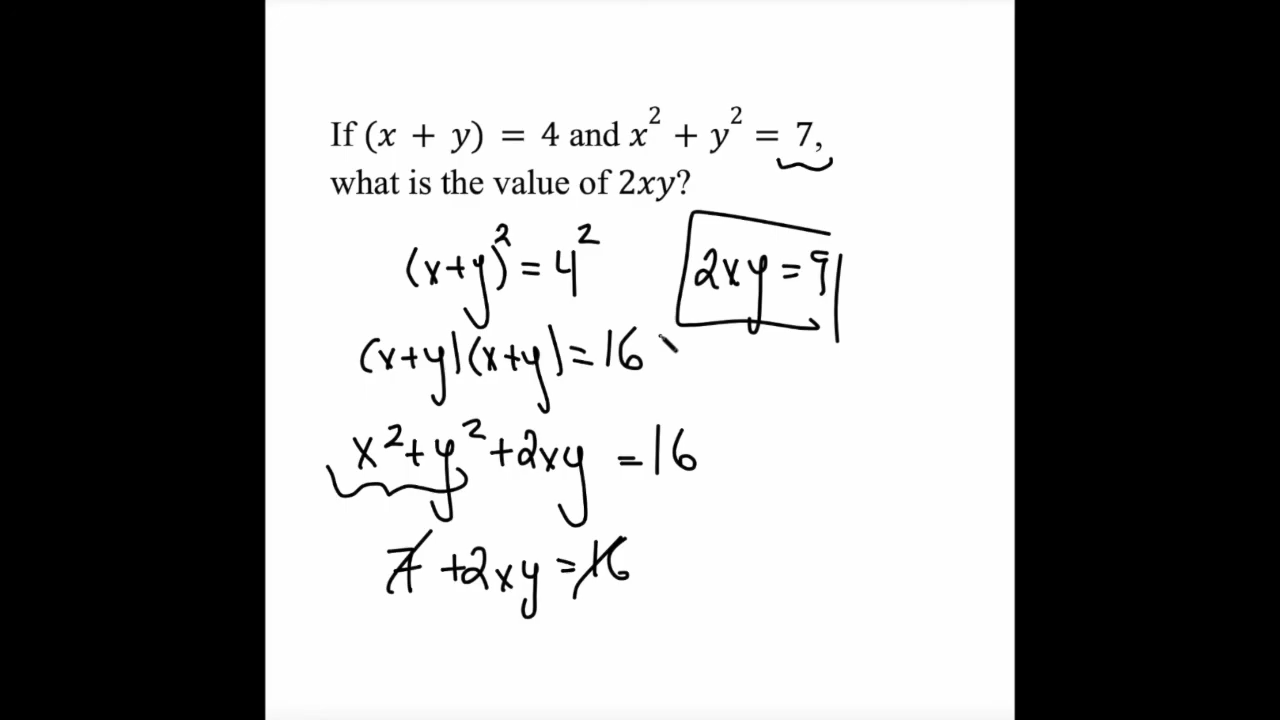 If (x + y) = 4 and x² + y² = 7,
what is the value of 2xy?
(x+y)² = 4²
2xy = 9
(x+y)(x+y) = 16
x² + y² + 2xy = 16
7 + 2xy = 16